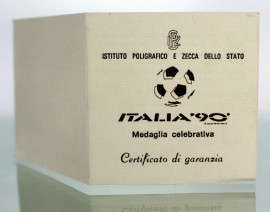 ISTITUTO POLIGRAFICO E ZECCA DELLO STATO
ITALIA'90
Medaglia celebrativa
Certificato di garanzia